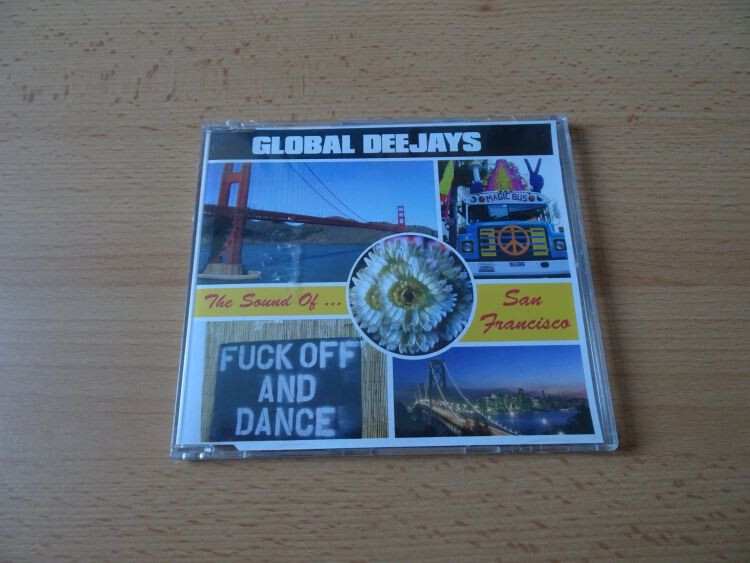 GLOBAL DEEJAYS
MAGIC BUS
The Sound Of ...
San
Francisco
FUCK OFF
AND
DANCE